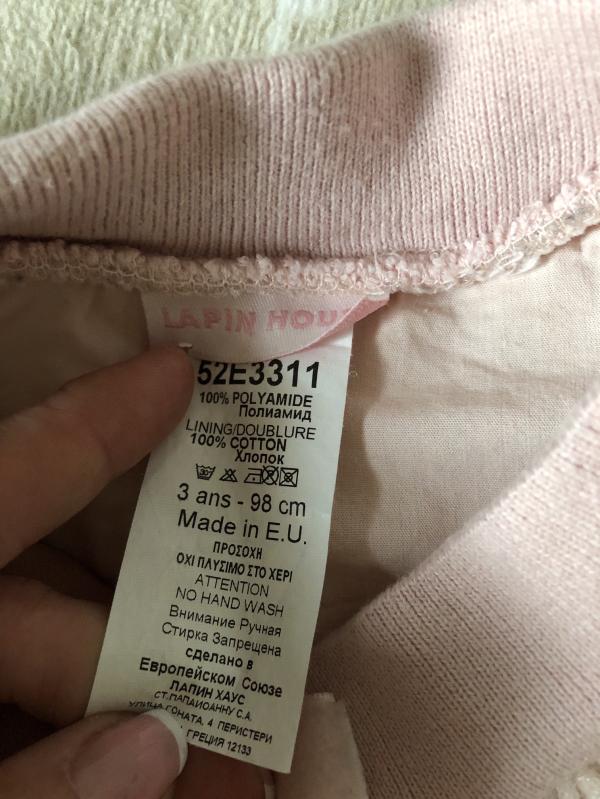 LAPIN HOU
52E3311
100% POLYAMIDE
Полиамид
LINING/DOUBLURE
100% COTTON
Хлопок
30
3 ans - 98 cm
Made in E.U.
ΠΡΟΣΟΧΗ
ΟΧΙ ΠΛΥΣΙΜΟ ΣΤΟ ΧΕΡΙ
ATTENTION
NO HAND WASH
Внимание Ручная
Стирка Запрещена
сделано в
Европейском Союзе
ЛАПИН ХАУС
СТ.ПАПАИОАННУ С.А.
УЛИЦА ГОНАТА, 4 ПЕРИСТЕРИ
ГРЕЦИЯ 12133